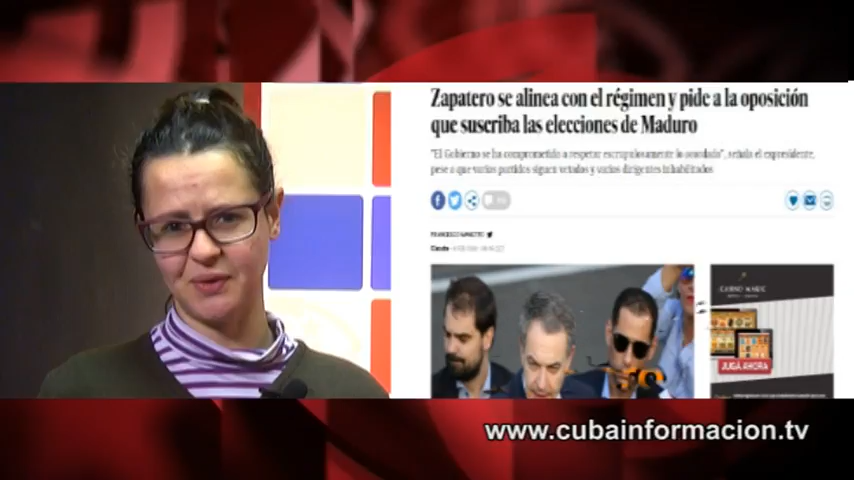 Zapatero se alinea con el régimen y pide a la oposición
que suscriba las elecciones de Maduro
"El Gobierno se ha comprometido a respetar escrupulosamente lo acordado", señala el expresidente,
pese a que varios partidos siguen vetados y varios dirigentes inhabilitados
CASINO MAGIC
JUGÁ AHORA
www.cubainformacion.tv